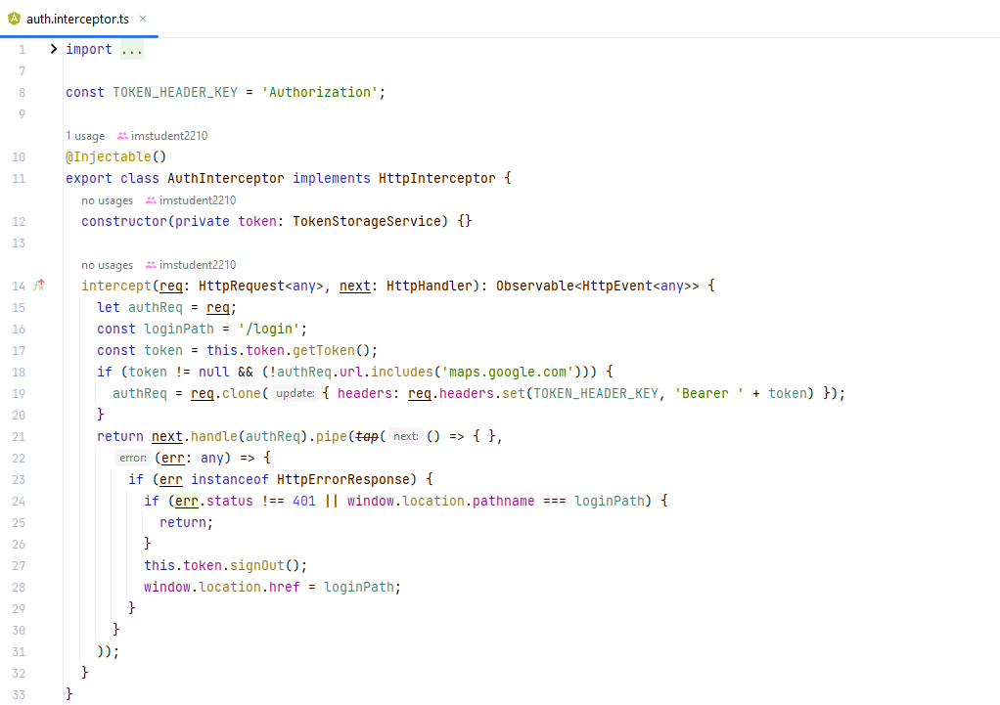 auth.interceptor.ts ×
1 import ...
7
8 const TOKEN_HEADER_KEY = 'Authorization';
9
1 usage imstudent2210
10 @Injectable()
11 export class AuthInterceptor implements HttpInterceptor {
no usages imstudent2210
12 constructor(private token: TokenStorageService) {}
13
no usages imstudent2210
14 intercept(req: HttpRequest<any>, next: HttpHandler): Observable<HttpEvent<any>> {
15 let authReq = req;
16 const loginPath = '/login';
17 const token = this.token.getToken();
18 if (token != null && (!authReq.url.includes('maps.google.com'))) {
19 authReq = req.clone( update: { headers: req.headers.set(TOKEN_HEADER_KEY, 'Bearer ' + token) });
20 }
21 return next.handle(authReq).pipe(tap( next: () => { },
22 error: (err: any) => {
23 if (err instanceof HttpErrorResponse) {
24 if (err.status !== 401 || window.location.pathname === loginPath) {
25 return;
26 }
27 this.token.signOut();
28 window.location.href = loginPath;
29 }
30 }
31 ));
32 }
33 }